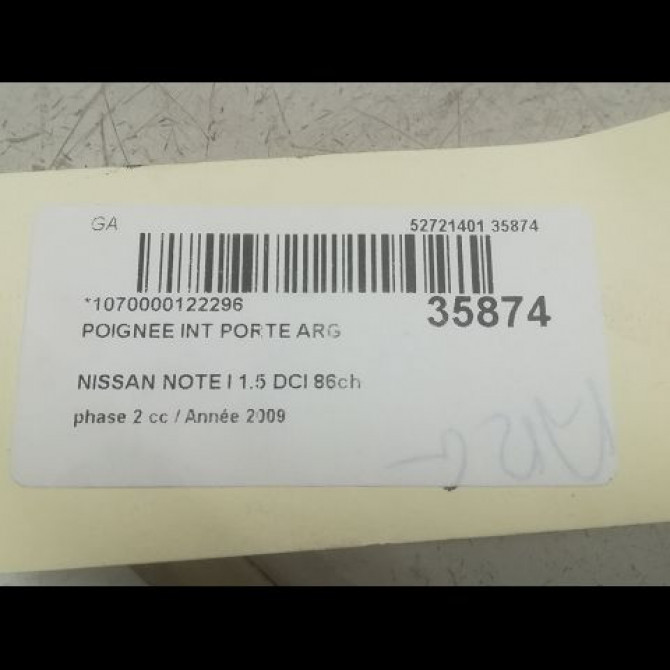 GA 52721401 35874
*1070000122296 35874
POIGNEE INT PORTE ARG
NISSAN NOTE I 1.5 DCI 86ch
phase 2 cc / Année 2009